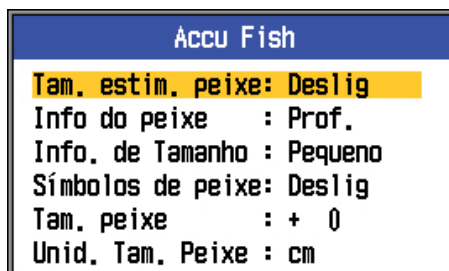 Accu Fish
Tam. estim. peixe: Deslig
Info do peixe : Prof.
Info. de Tamanho : Pequeno
Símbolos de peixe: Deslig
Tam. peixe : + 0
Unid. Tam. Peixe : cm